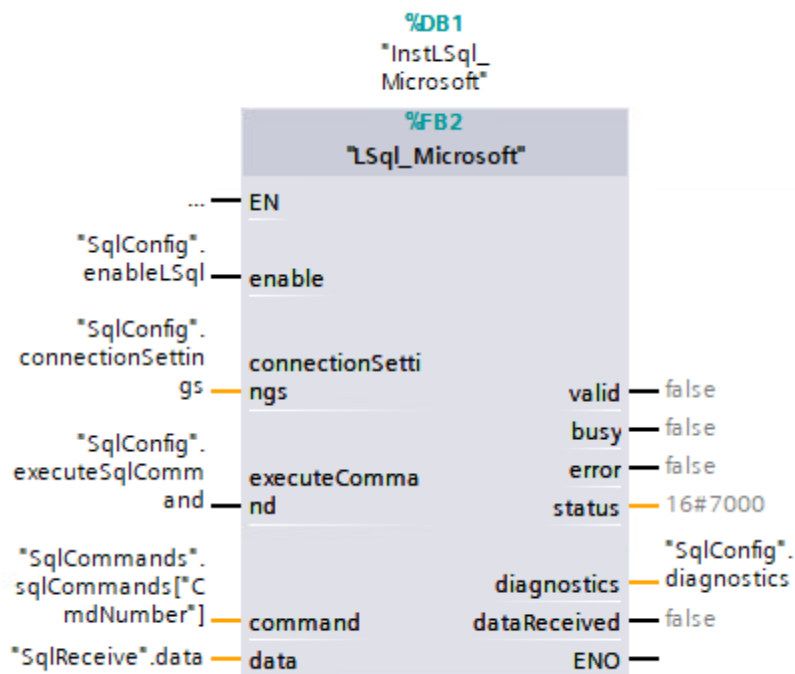 %DB1
"InstLSql_
Microsoft"
%FB2
"LSql_Microsoft"
... EN
"SqlConfig".
enableLSql enable
"SqlConfig".
connectionSettin
gs
connectionSetti
ngs
valid false
busy false
"SqlConfig".
executeSqlComm
and
executeComma
nd
error false
status 16#7000
"SqlCommands".
sqlCommands["C
mdNumber"]
command
"SqlConfig".
diagnostics
diagnostics
dataReceived false
"SqlReceive".data data
ENO